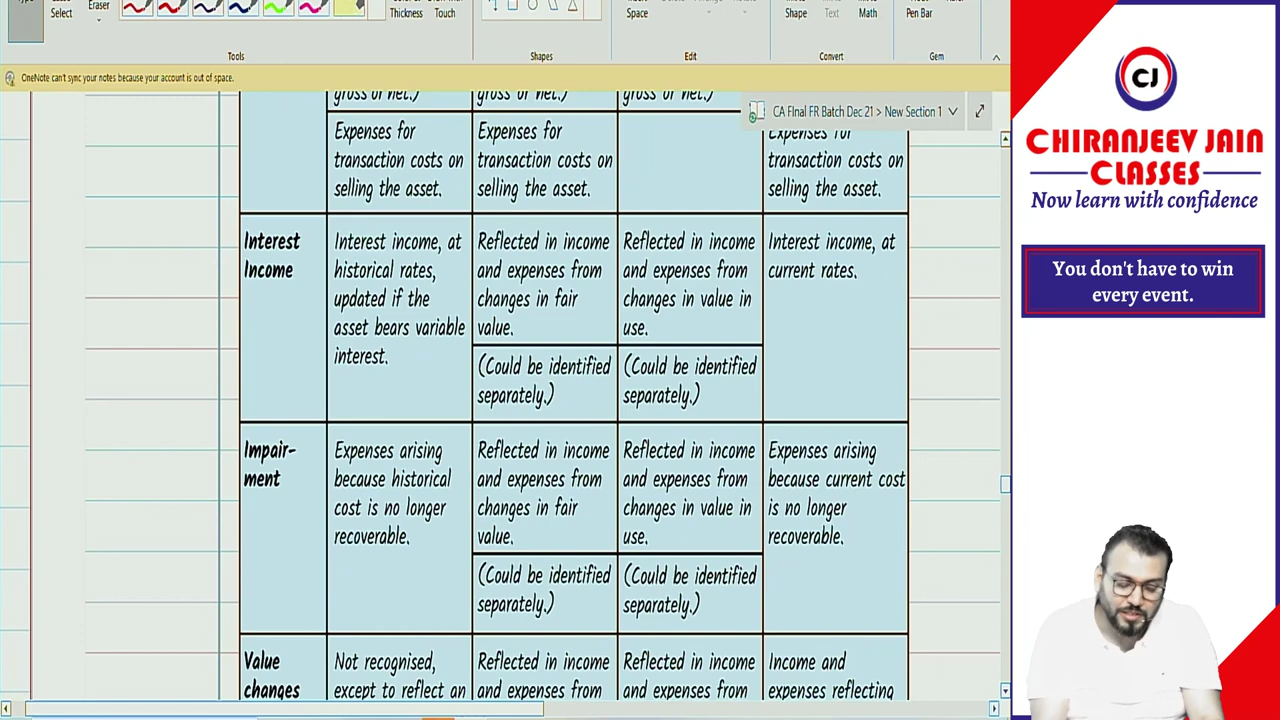 Eraser
Select
Thickness
Touch
Space
Shape
Text
Math
Pen Bar
Tools
Shapes
Edit
Convert
Gem
OneNote can't sync your notes because your account is out of space.
CA FInal FR Batch Dec 21 > New Section 1
gross or net.)
gross or net.)
gross or net.)
Expenses for
transaction costs on
selling the asset.
Expenses for
transaction costs on
selling the asset.
Expenses for
transaction costs on
selling the asset.
Interest
Income
Interest income, at
historical rates,
updated if the
asset bears variable
interest.
Reflected in income
and expenses from
changes in fair
value.
(Could be identified
separately.)
Reflected in income
and expenses from
changes in value in
use.
(Could be identified
separately.)
Interest income, at
current rates.
Impair-
ment
Expenses arising
because historical
cost is no longer
recoverable.
Reflected in income
and expenses from
changes in fair
value.
(Could be identified
separately.)
Reflected in income
and expenses from
changes in value in
use.
(Could be identified
separately.)
Expenses arising
because current cost
is no longer
recoverable.
Value
changes
Not recognised,
except to reflect an
Reflected in income
and expenses from
Reflected in income
and expenses from
Income and
expenses reflecting
CJ
CHIRANJEEV JAIN
CLASSES
Now learn with confidence
You don't have to win
every event.